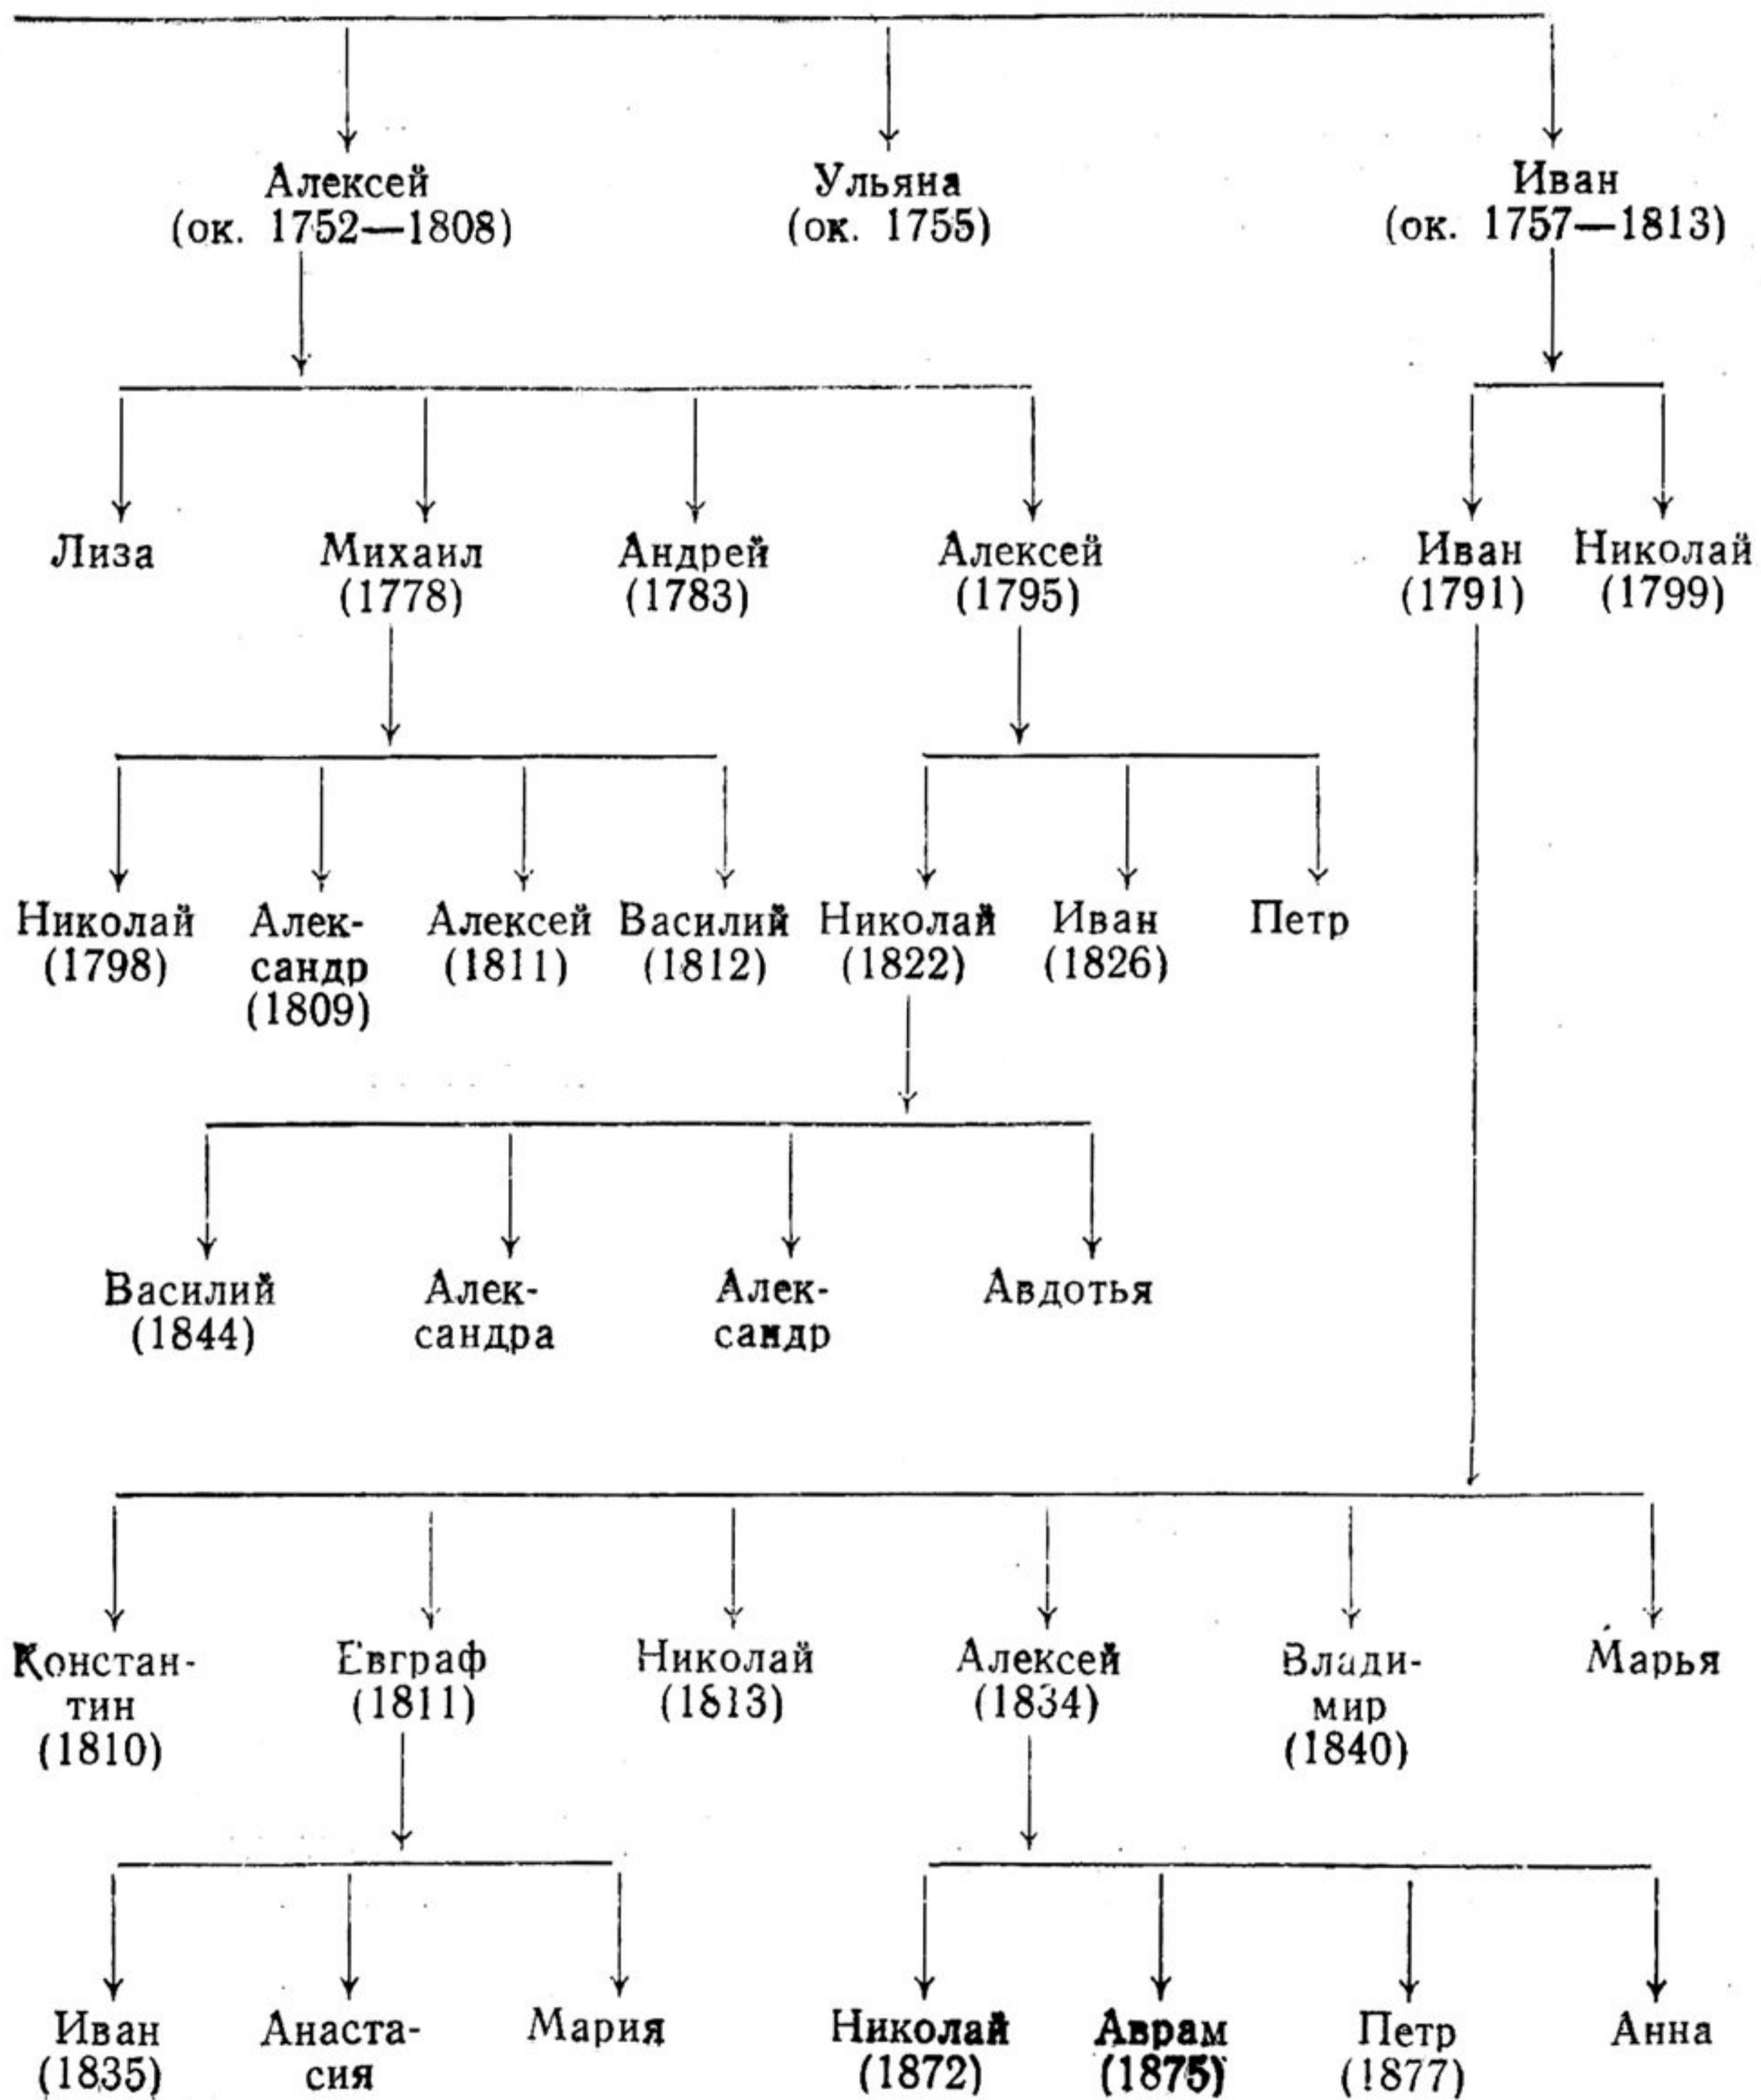 Алексей
(ок. 1752—1808)
Ульяна
(ок. 1755)
Иван
(ок. 1757—1813)
Лиза
Михаил
(1778)
Андрей
(1783)
Алексей
(1795)
Иван
(1791)
Николай
(1799)
Николай
(1798)
Алек-
сандр
(1809)
Алексей
(1811)
Василий
(1812)
Николай
(1822)
Иван
(1826)
Петр
Василий
(1844)
Алек-
сандра
Алек-
сандр
Авдотья
Констан-
тин
(1810)
Евграф
(1811)
Николай
(1813)
Алексей
(1834)
Влади-
мир
(1840)
Марья
Иван
(1835)
Анаста-
сия
Мария
Николай
(1872)
Аврам
(1875)
Петр
(1877)
Анна